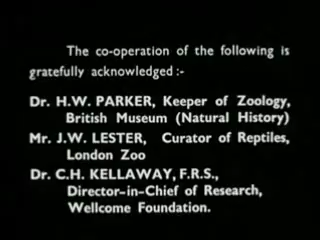 The co-operation of the following is
gratefully acknowledged :-
Dr. H.W. PARKER, Keeper of Zoology,
British Museum (Natural History)
Mr. J.W. LESTER, Curator of Reptiles,
London Zoo
Dr. C.H. KELLAWAY, F.R.S.,
Director-in-Chief of Research,
Wellcome Foundation.